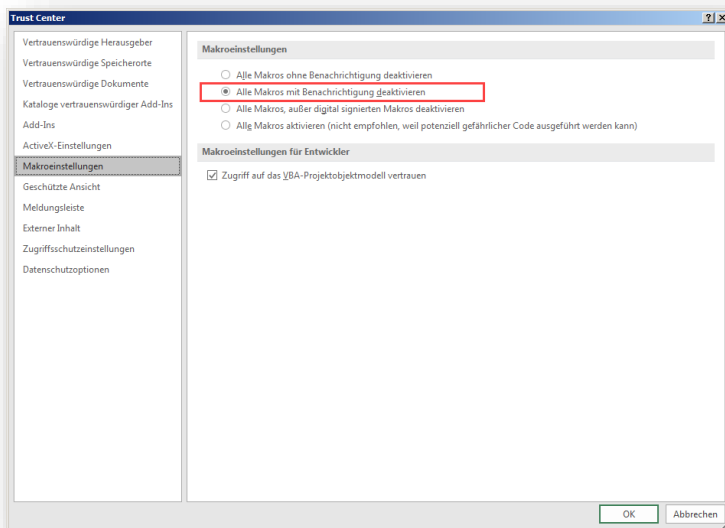 Trust Center
Vertrauenswürdige Herausgeber
Vertrauenswürdige Speicherorte
Vertrauenswürdige Dokumente
Kataloge vertrauenswürdiger Add-Ins
Add-Ins
ActiveX-Einstellungen
Makroeinstellungen
Geschützte Ansicht
Meldungsleiste
Externer Inhalt
Zugriffsschutzeinstellungen
Datenschutzoptionen
Makroeinstellungen
Alle Makros ohne Benachrichtigung deaktivieren
Alle Makros mit Benachrichtigung deaktivieren
Alle Makros, außer digital signierten Makros deaktivieren
Alle Makros aktivieren (nicht empfohlen, weil potenziell gefährlicher Code ausgeführt werden kann)
Makroeinstellungen für Entwickler
Zugriff auf das VBA-Projektobjektmodell vertrauen
OK
Abbrechen